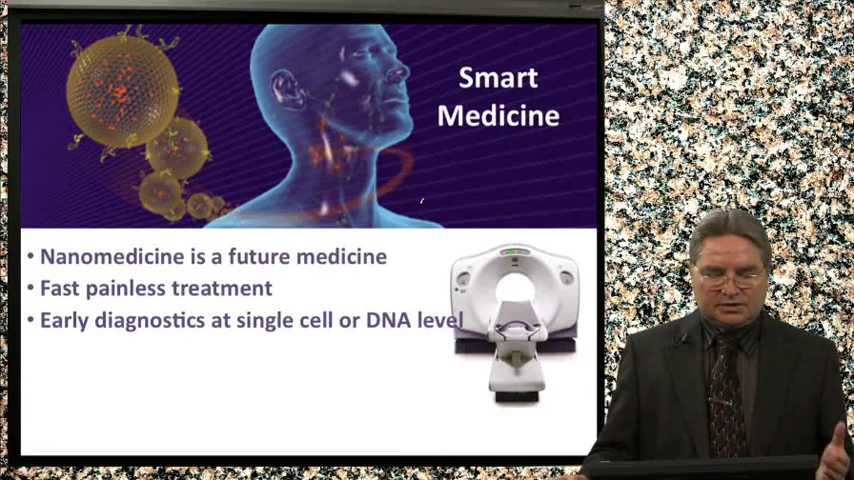 Smart
Medicine
• Nanomedicine is a future medicine
• Fast painless treatment
• Early diagnostics at single cell or DNA level